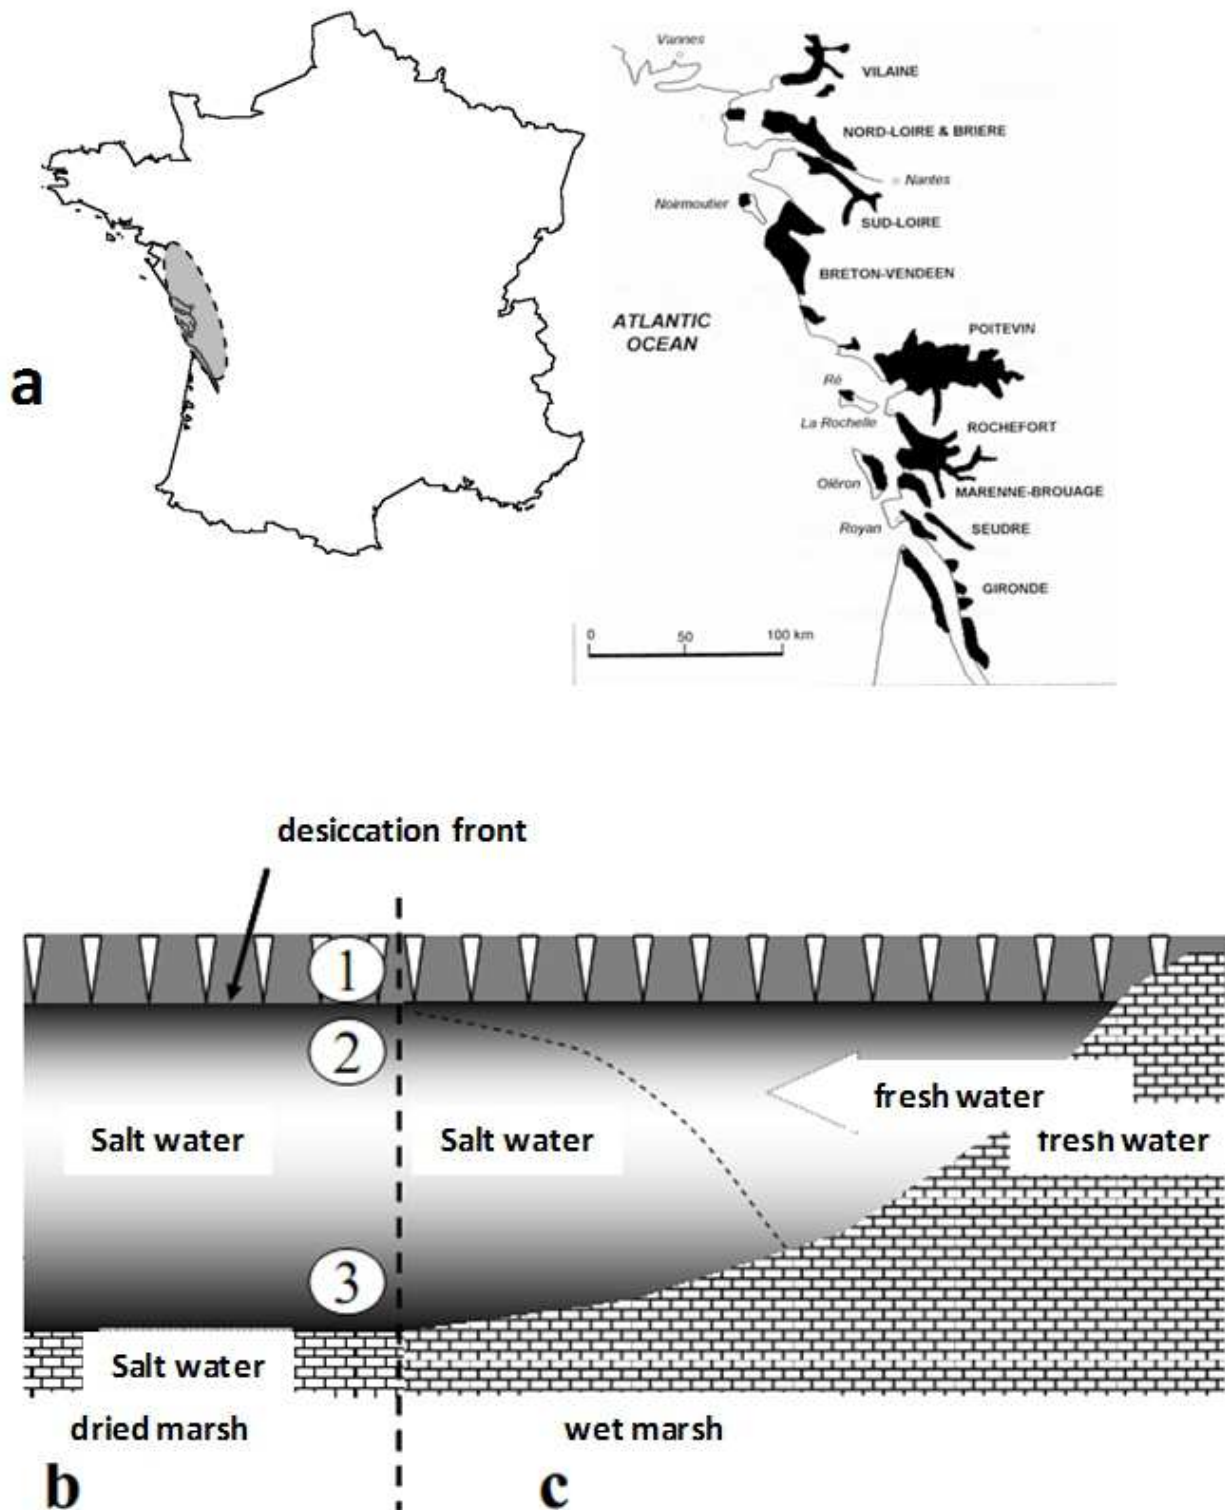 Vannes
VILAINE
NORD-LOIRE & BRIERE
Nantes
Noirmoutier
SUD-LOIRE
BRETON-VENDEEN
ATLANTIC
OCEAN
POITEVIN
a
Ré
La Rochelle
ROCHEFORT
Oléron
MARENNE-BROUAGE
Royan
SEUDRE
GIRONDE
0 50 100 km
desiccation front
1
2
fresh water
Salt water
Salt water
fresh water
3
Salt water
dried marsh
wet marsh
b
c